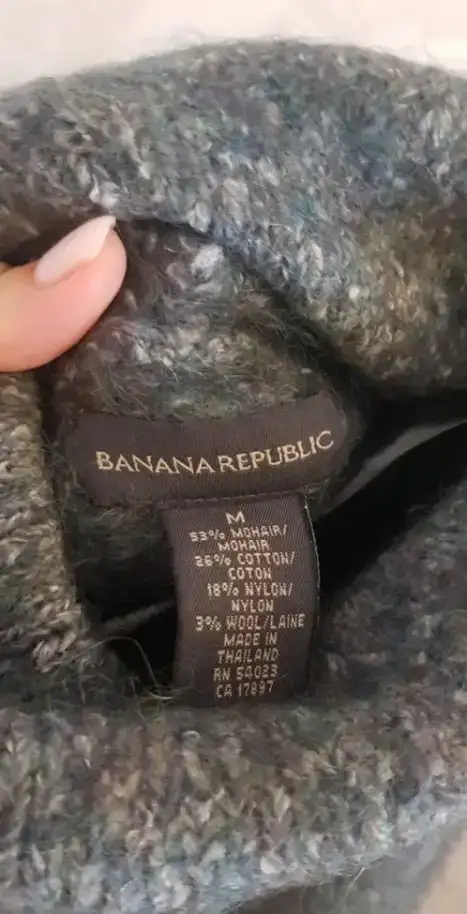 BANANA REPUBLIC
M
53% MOHAIR/
MOHAIR
26% COTTON/
COTON
18% NYLON/
NYLON
3% WOOL/LAINE
MADE IN
THAILAND
RN 54023
CA 17897